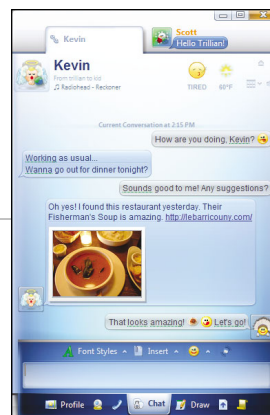 Kevin
Scott
Hello Trillian!
Kevin
From trillian to kid
Radiohead - Reckoner
TIRED
60°F
Current Conversation at 2:15 PM
How are you doing, Kevin?
Working as usual...
Wanna go out for dinner tonight?
Sounds good to me! Any suggestions?
Oh yes! I found this restaurant yesterday. Their
Fisherman's Soup is amazing. http://lebarricouny.com/
That looks amazing! Let's go!
Font Styles
Insert
Profile
Chat
Draw